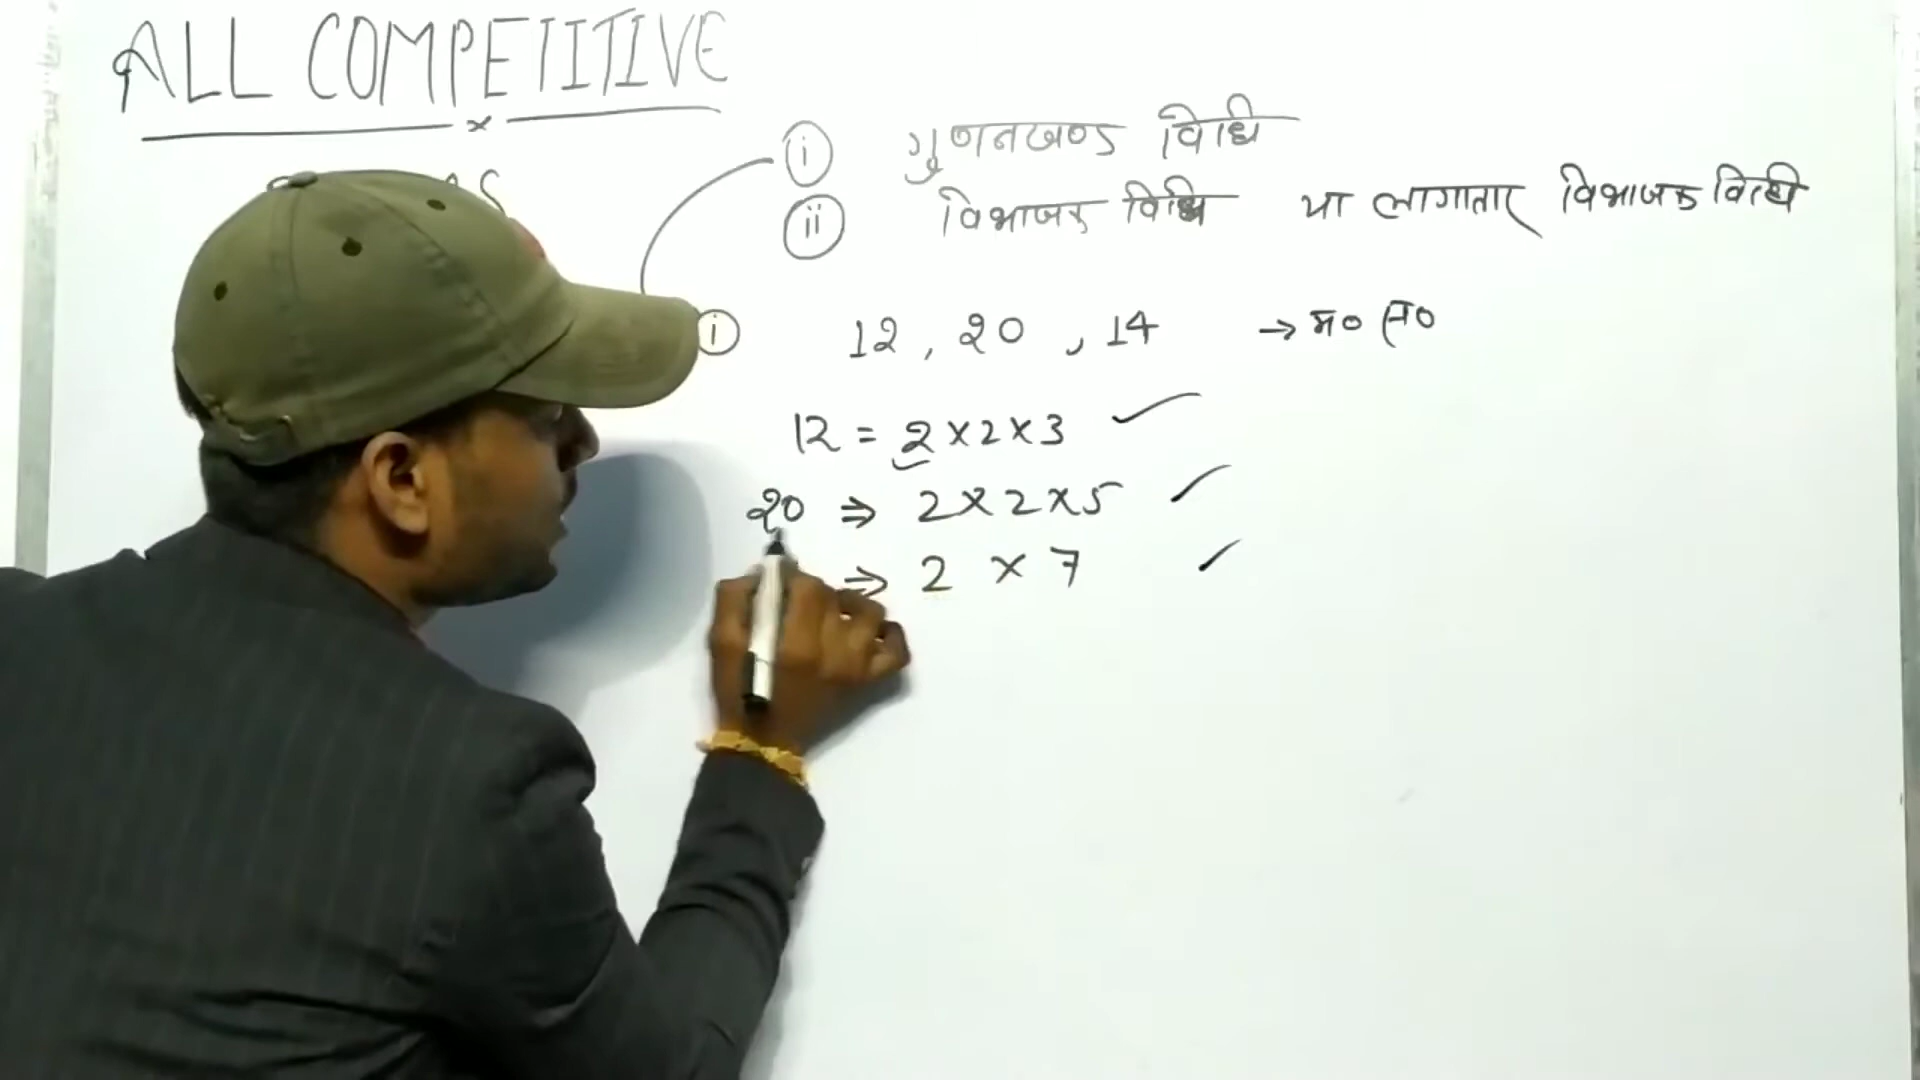 ALL COMPETITIVE
i गुणनखण्ड विधि
ii विभाजक विधि या लागातार विभाजक विधी
i 12, 20, 14 → म० स०
12 = 2 × 2 × 3 ✓
20 ⇒ 2 × 2 × 5 ✓
⇒ 2 × 7 ✓